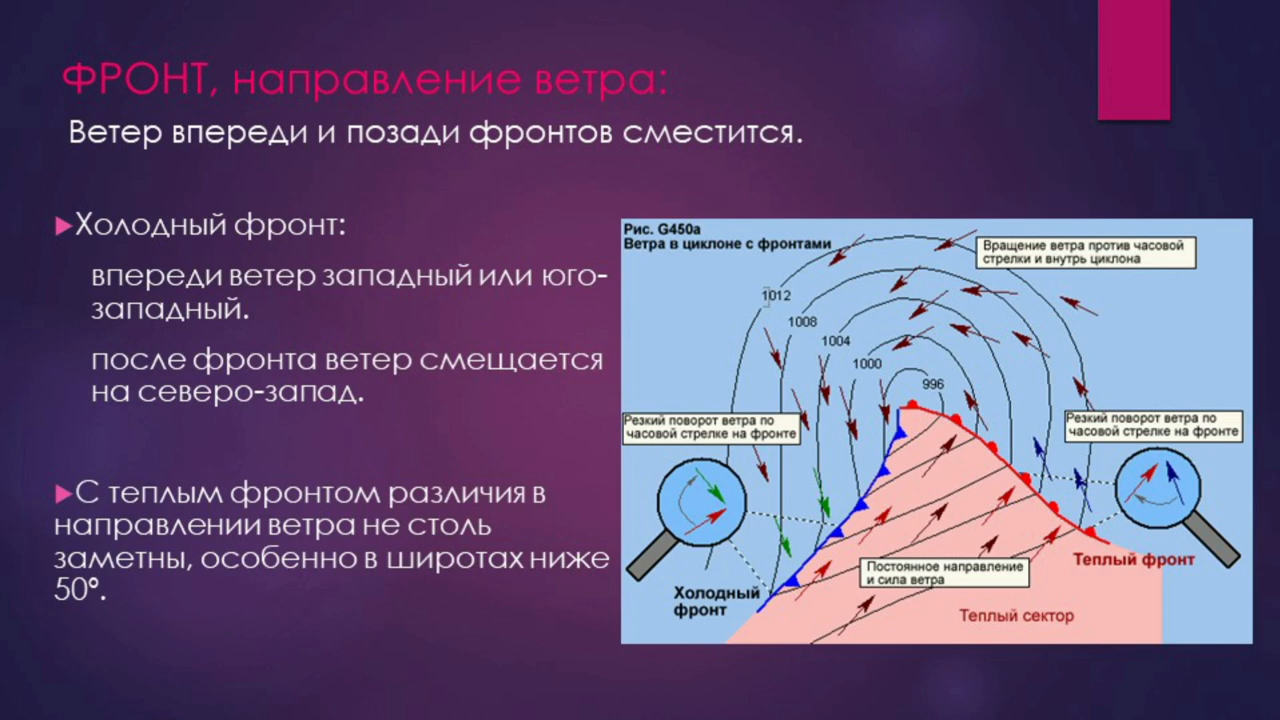 ФРОНТ, направление ветра:
Ветер впереди и позади фронтов сместится.
Холодный фронт:
впереди ветер западный или юго-
западный.
после фронта ветер смещается
на северо-запад.
С теплым фронтом различия в
направлении ветра не столь
заметны, особенно в широтах ниже
50°.
Рис. G450a
Ветра в циклоне с фронтами
Вращение ветра против часовой
стрелки и внутрь циклона
1012
1008
1004
1000
996
Резкий поворот ветра по
часовой стрелке на фронте
Резкий поворот ветра по
часовой стрелке на фронте
Постоянное направление
и сила ветра
Теплый фронт
Холодный
фронт
Теплый сектор